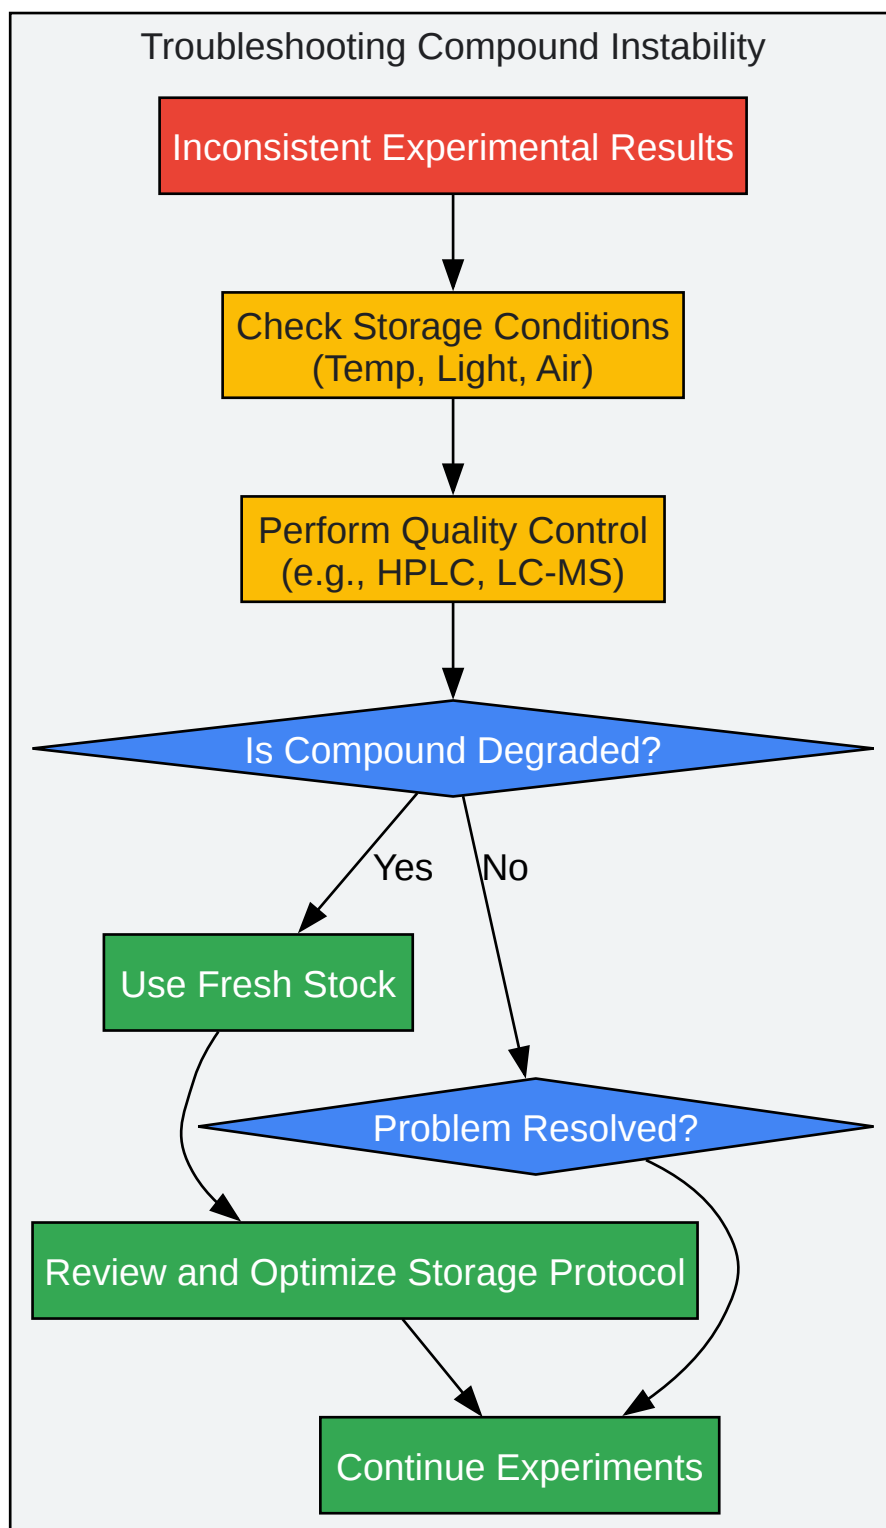 Troubleshooting Compound Instability
Inconsistent Experimental Results
Check Storage Conditions
(Temp, Light, Air)
Perform Quality Control
(e.g., HPLC, LC-MS)
Is Compound Degraded?
Yes
No
Use Fresh Stock
Problem Resolved?
Review and Optimize Storage Protocol
Continue Experiments